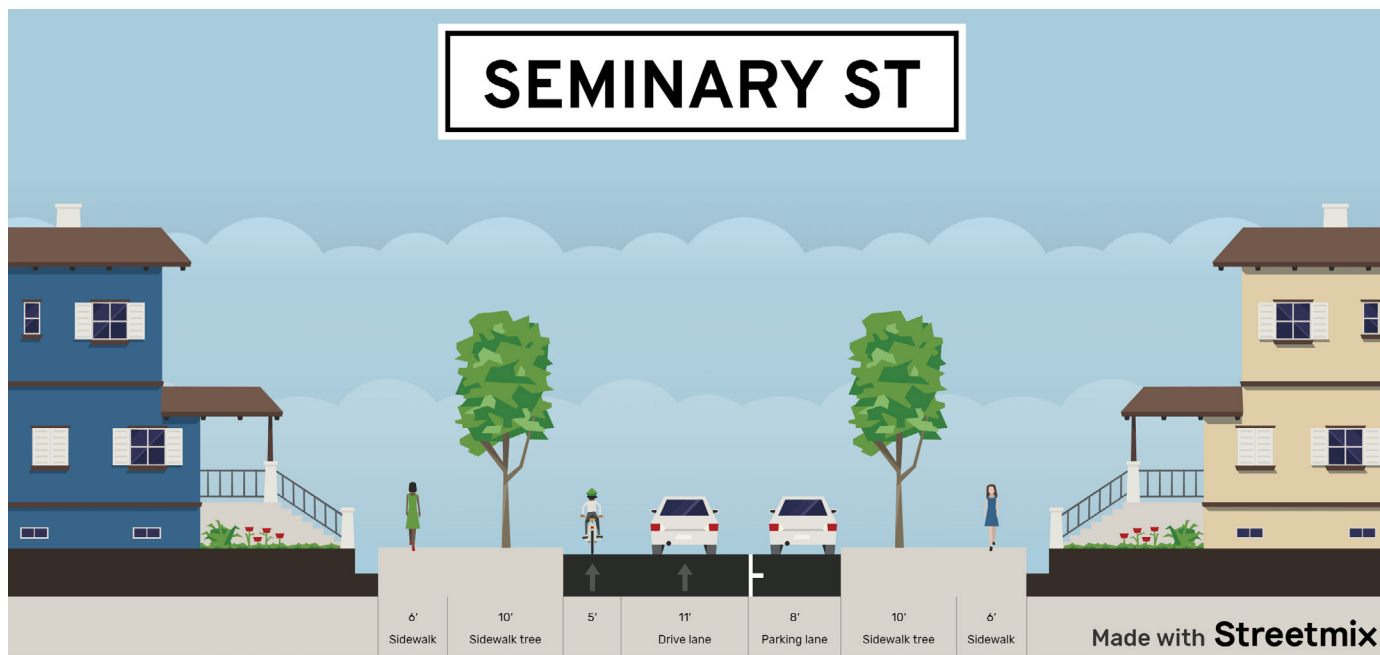 SEMINARY ST
6' 10' 5' 11' 8' 10' 6'
Sidewalk Sidewalk tree Drive lane Parking lane Sidewalk tree Sidewalk
Made with Streetmix